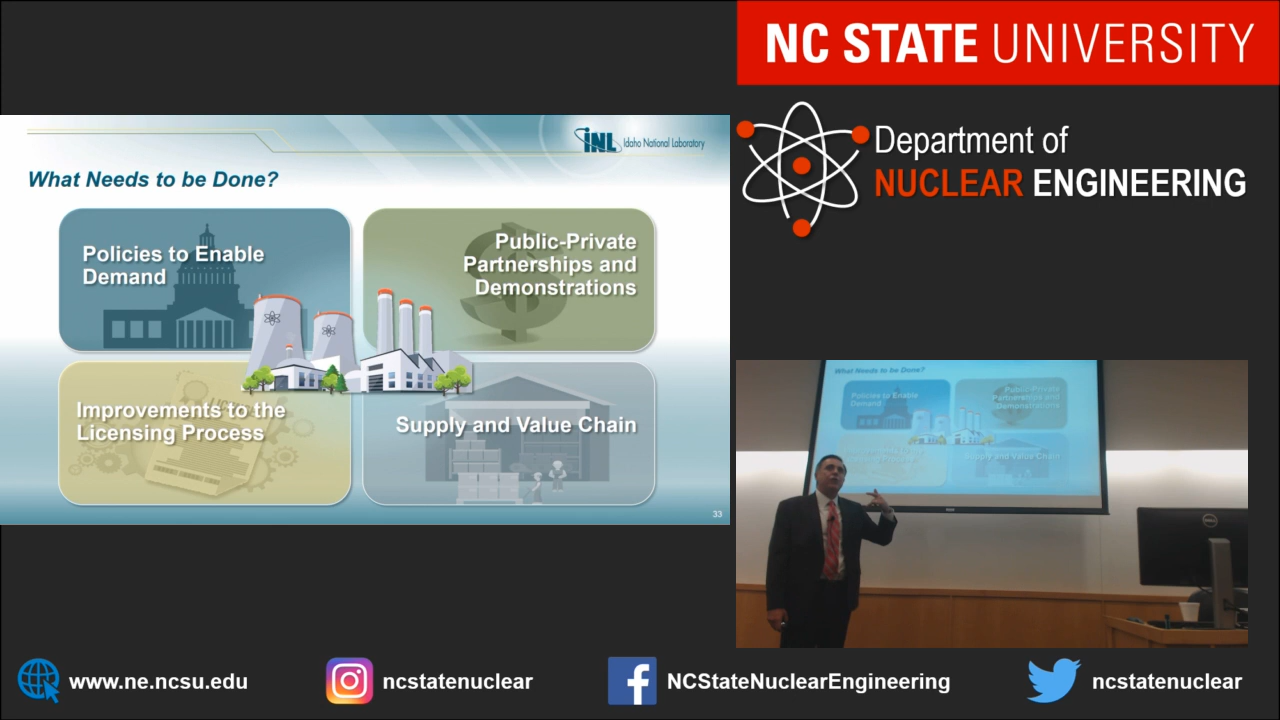 NC STATE UNIVERSITY
Department of
NUCLEAR ENGINEERING
INL Idaho National Laboratory
What Needs to be Done?
Policies to Enable
Demand
Public-Private
Partnerships and
Demonstrations
Improvements to the
Licensing Process
Supply and Value Chain
33
What Needs to be Done?
Policies to Enable
Demand
Public-Private
Partnerships and
Demonstrations
Supply and Value Chain
DELL
www.ne.ncsu.edu
ncstatenuclear
NCStateNuclearEngineering
ncstatenuclear